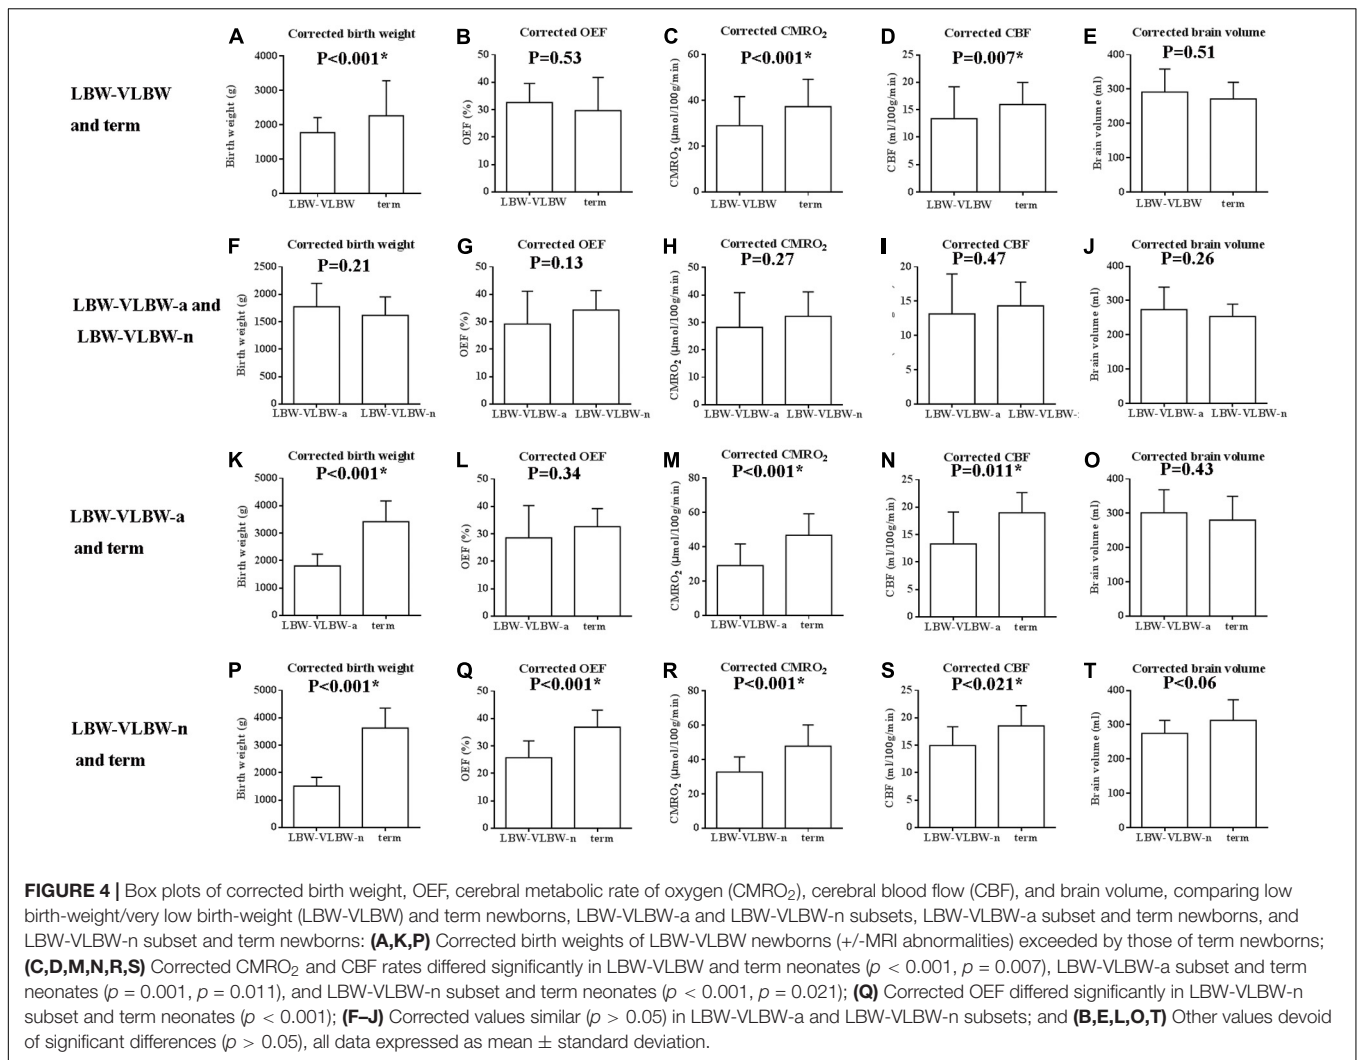 A Corrected birth weight
P<0.001*
B Corrected OEF
P=0.53
C Corrected CMRO2
P<0.001*
D Corrected CBF
P=0.007*
E Corrected brain volume
P=0.51
LBW-VLBW
and term
Birth weight (g)
4000
3000
2000
1000
0
LBW-VLBW term
OEF (%)
50
40
30
20
10
0
LBW-VLBW term
CMRO2 (μmol/100g/min)
60
40
20
0
LBW-VLBW term
CBF (ml/100g/min)
25
20
15
10
5
0
LBW-VLBW term
Brain volume (ml)
400
300
200
100
0
LBW-VLBW term
F Corrected birth weight
P=0.21
G Corrected OEF
P=0.13
H Corrected CMRO2
P=0.27
I Corrected CBF
P=0.47
J Corrected brain volume
P=0.26
LBW-VLBW-a and
LBW-VLBW-n
Birth weight (g)
2500
2000
1500
1000
500
0
LBW-VLBW-a LBW-VLBW-n
OEF (%)
50
40
30
20
10
0
LBW-VLBW-a LBW-VLBW-n
CMRO2 (μmol/100g/min)
50
40
30
20
10
0
LBW-VLBW-a LBW-VLBW-n
20
15
10
5
0
LBW-VLBW-a LBW-VLBW-
Brain volume (ml)
400
300
200
100
0
LBW-VLBW-a LBW-VLBW-n
K Corrected birth weight
P<0.001*
L Corrected OEF
P=0.34
M Corrected CMRO2
P<0.001*
N Corrected CBF
P=0.011*
O Corrected brain volume
P=0.43
LBW-VLBW-a
and term
Birth weight (g)
5000
4000
3000
2000
1000
0
LBW-VLBW-a term
OEF (%)
50
40
30
20
10
0
LBW-VLBW-a term
CMRO2 (μmol/100g/min)
80
60
40
20
0
LBW-VLBW-a term
CBF (ml/100g/min)
25
20
15
10
5
0
LBW-VLBW-a term
Brain volume (ml)
400
300
200
100
0
LBW-VLBW-a term
P Corrected birth weight
P<0.001*
Q Corrected OEF
P<0.001*
R Corrected CMRO2
P<0.001*
S Corrected CBF
P<0.021*
T Corrected brain volume
P<0.06
LBW-VLBW-n
and term
Birth weight (g)
5000
4000
3000
2000
1000
0
LBW-VLBW-n term
OEF (%)
50
40
30
20
10
0
LBW-VLBW-n term
CMRO2 (μmol/100g/min)
80
60
40
20
0
LBW-VLBW-n term
CBF (ml/100g/min)
25
20
15
10
5
0
LBW-VLBW-n term
Brain volume (ml)
400
300
200
100
0
LBW-VLBW-n term
FIGURE 4 | Box plots of corrected birth weight, OEF, cerebral metabolic rate of oxygen (CMRO2), cerebral blood flow (CBF), and brain volume, comparing low
birth-weight/very low birth-weight (LBW-VLBW) and term newborns, LBW-VLBW-a and LBW-VLBW-n subsets, LBW-VLBW-a subset and term newborns, and
LBW-VLBW-n subset and term newborns: (A,K,P) Corrected birth weights of LBW-VLBW newborns (+/-MRI abnormalities) exceeded by those of term newborns;
(C,D,M,N,R,S) Corrected CMRO2 and CBF rates differed significantly in LBW-VLBW and term neonates (p < 0.001, p = 0.007), LBW-VLBW-a subset and term
neonates (p = 0.001, p = 0.011), and LBW-VLBW-n subset and term neonates (p < 0.001, p = 0.021); (Q) Corrected OEF differed significantly in LBW-VLBW-n
subset and term neonates (p < 0.001); (F–J) Corrected values similar (p > 0.05) in LBW-VLBW-a and LBW-VLBW-n subsets; and (B,E,L,O,T) Other values devoid
of significant differences (p > 0.05), all data expressed as mean ± standard deviation.